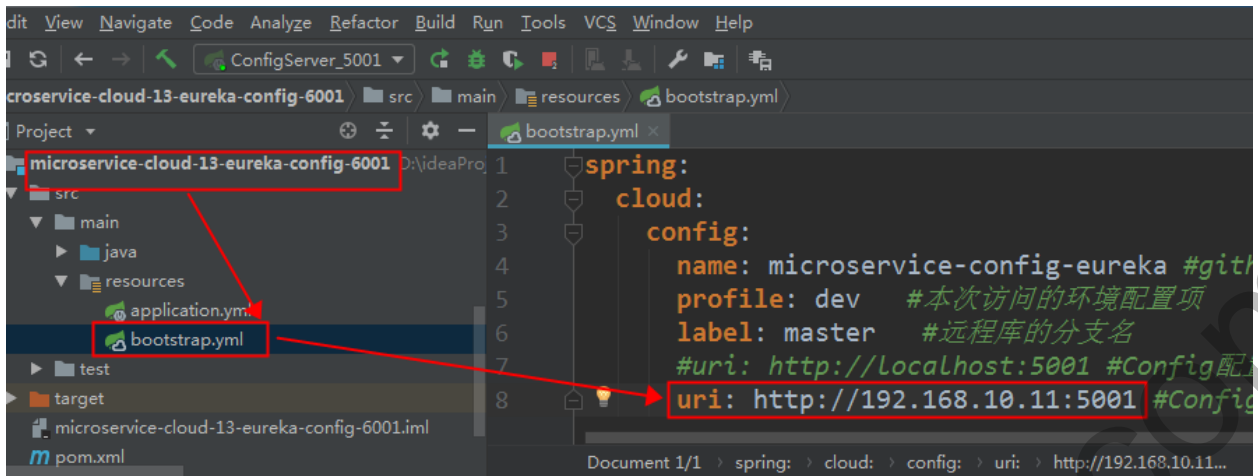 dit View Navigate Code Analyze Refactor Build Run Tools VCS Window Help
ConfigServer_5001
croservice-cloud-13-eureka-config-6001 src main resources bootstrap.yml
Project
bootstrap.yml
microservice-cloud-13-eureka-config-6001 D:\ideaPro
src
main
java
resources
application.yml
bootstrap.yml
test
target
microservice-cloud-13-eureka-config-6001.iml
pom.xml
1 spring:
2 cloud:
3 config:
4 name: microservice-config-eureka #gith
5 profile: dev #本次访问的环境配置项
6 label: master #远程库的分支名
7 #uri: http://localhost:5001 #Config配
8 uri: http://192.168.10.11:5001 #Config
Document 1/1 spring: cloud: config: uri: http://192.168.10.11...